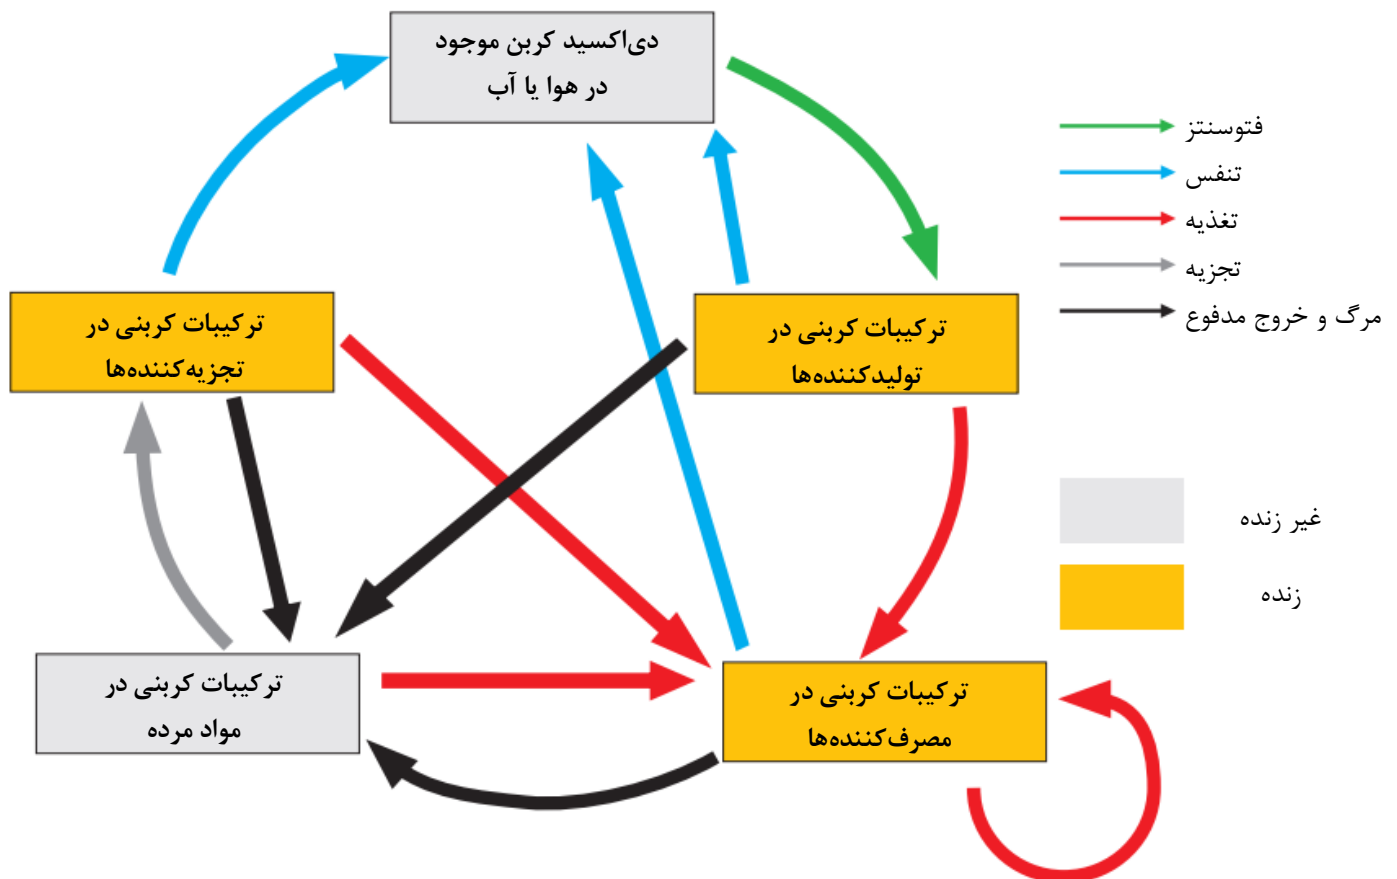 دی‌اکسید کربن موجود
در هوا یا آب
فتوسنتز
تنفس
تغذیه
تجزیه
مرگ و خروج مدفوع
ترکیبات کربنی در
تولیدکننده‌ها
ترکیبات کربنی در
تجزیه‌کننده‌ها
غیر زنده
زنده
ترکیبات کربنی در
مصرف‌کننده‌ها
ترکیبات کربنی در
مواد مرده